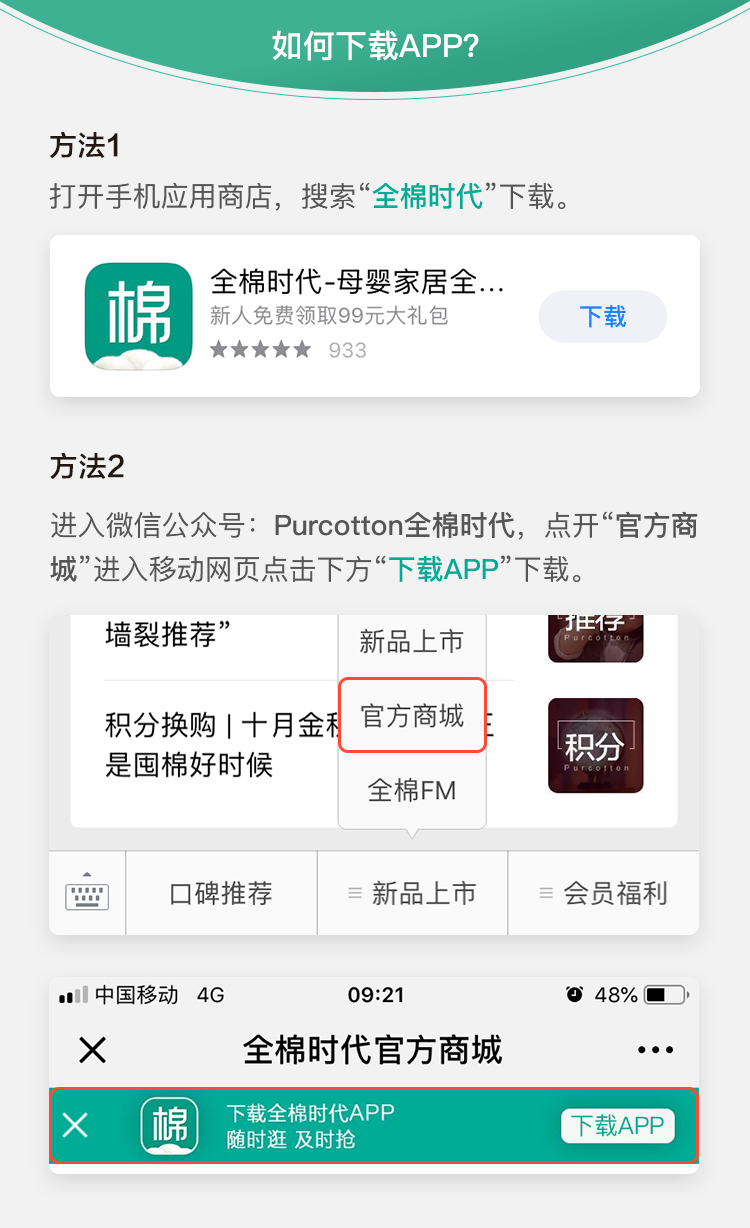 如何下载APP?
方法1
打开手机应用商店，搜索“全棉时代”下载。
棉
全棉时代-母婴家居全...
新人免费领取99元大礼包
下载
★★★★★ 933
方法2
进入微信公众号：Purcotton全棉时代，点开“官方商
城”进入移动网页点击下方“下载APP”下载。
墙裂推荐”
新品上市
推荐
Purcotton
积分换购 | 十月金秋
是囤棉好时候
官方商城
积分
Purcotton
全棉FM
口碑推荐
新品上市
会员福利
中国移动 4G 09:21 48%
全棉时代官方商城
棉
下载全棉时代APP
随时逛 及时抢
下载APP